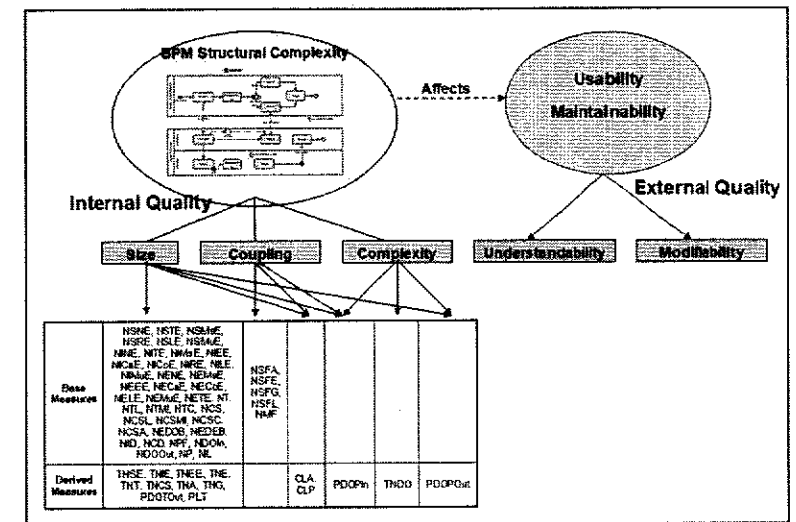 BPM Structural Complexity
Affects
Usability
Maintainability
Internal Quality
External Quality
Size
Coupling
Complexity
Understandability
Modifiability
Base
Measures
NSNE, NSTE, NSMsE,
NSRE, NSLE, NSMuE,
NINE, NITE, NIMsE, NIEE,
NICaE, NICoE, NIRE, NILE,
NIMuE, NENE, NEMsE,
NEEE, NECaE, NECoE,
NELE, NEMuE, NETE, NT,
NTL, NTMI, NTC, NCS,
NCSL, NCSMI, NCSC,
NCSA, NEDDB, NEDEB,
NID, NCD, NPF, NDOIn,
NDOOut, NP, NL
NSFA,
NSFE,
NSFG,
NSFL,
NMF
Derived
Measures
TNSE, TNIE, TNEE, TNE,
TNT, TNCS, TNA, TNG,
PDOTOut, PLT
CLA,
CLP
PDOPIn
TNDO
PDOPOut